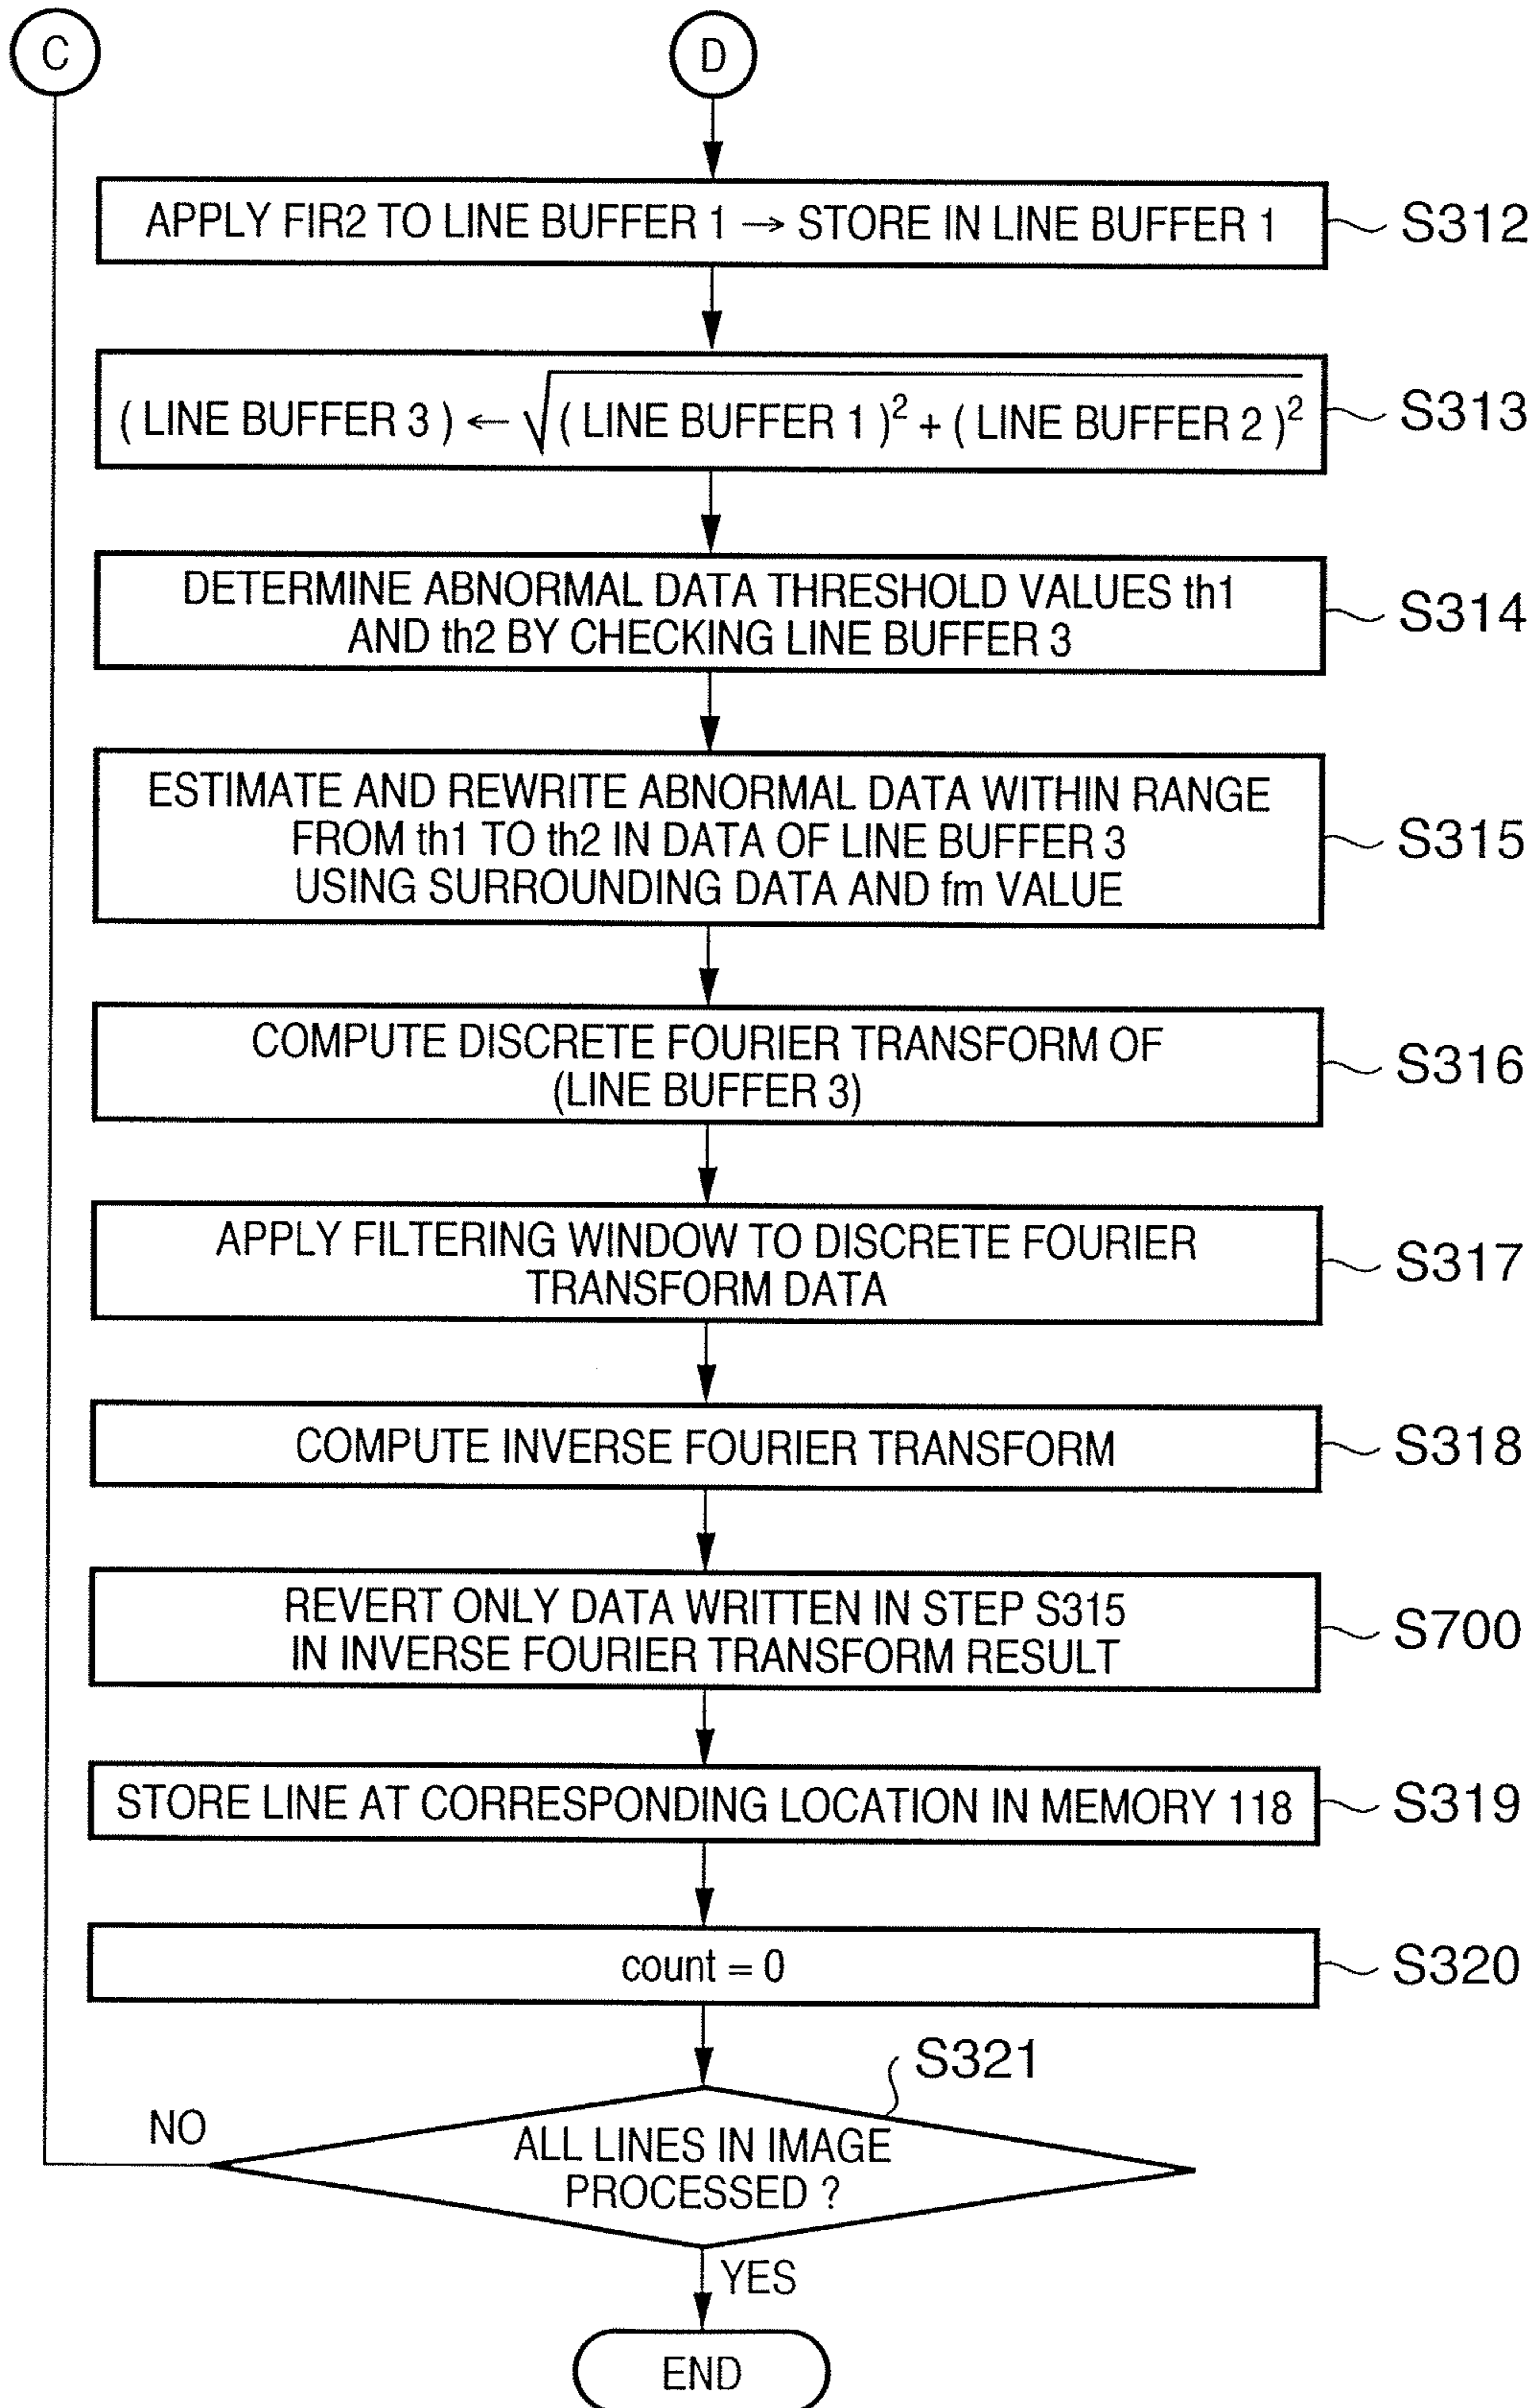 C
D
APPLY FIR2 TO LINE BUFFER 1 → STORE IN LINE BUFFER 1
S312
( LINE BUFFER 3 ) ← √( LINE BUFFER 1 )² + ( LINE BUFFER 2 )²
S313
DETERMINE ABNORMAL DATA THRESHOLD VALUES th1
AND th2 BY CHECKING LINE BUFFER 3
S314
ESTIMATE AND REWRITE ABNORMAL DATA WITHIN RANGE
FROM th1 TO th2 IN DATA OF LINE BUFFER 3
USING SURROUNDING DATA AND fm VALUE
S315
COMPUTE DISCRETE FOURIER TRANSFORM OF
(LINE BUFFER 3)
S316
APPLY FILTERING WINDOW TO DISCRETE FOURIER
TRANSFORM DATA
S317
COMPUTE INVERSE FOURIER TRANSFORM
S318
REVERT ONLY DATA WRITTEN IN STEP S315
IN INVERSE FOURIER TRANSFORM RESULT
S700
STORE LINE AT CORRESPONDING LOCATION IN MEMORY 118
S319
count = 0
S320
S321
NO
ALL LINES IN IMAGE
PROCESSED ?
YES
END